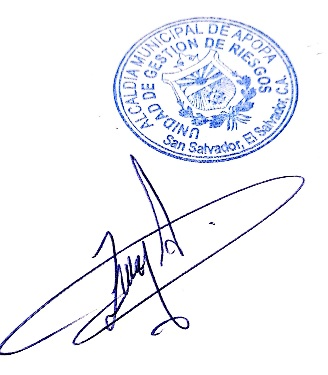 ALCALDIA MUNICIPAL DE APOPA
UNIDAD DE GESTION DE RIESGOS
San Salvador, El Salvador, C.A.